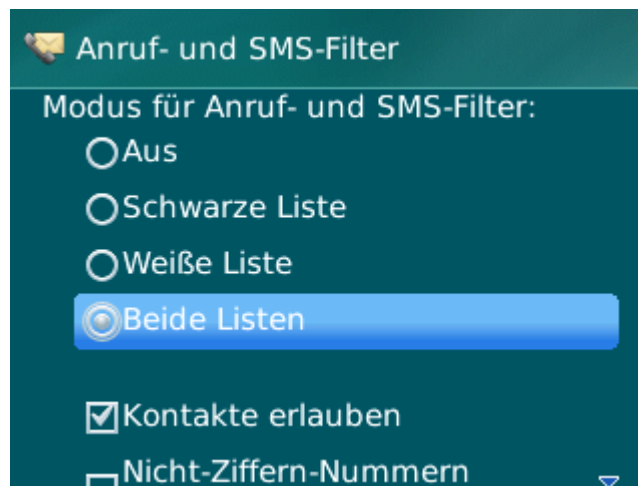 Anruf- und SMS-Filter
Modus für Anruf- und SMS-Filter:
Aus
Schwarze Liste
Weiße Liste
Beide Listen
Kontakte erlauben
Nicht-Ziffern-Nummern